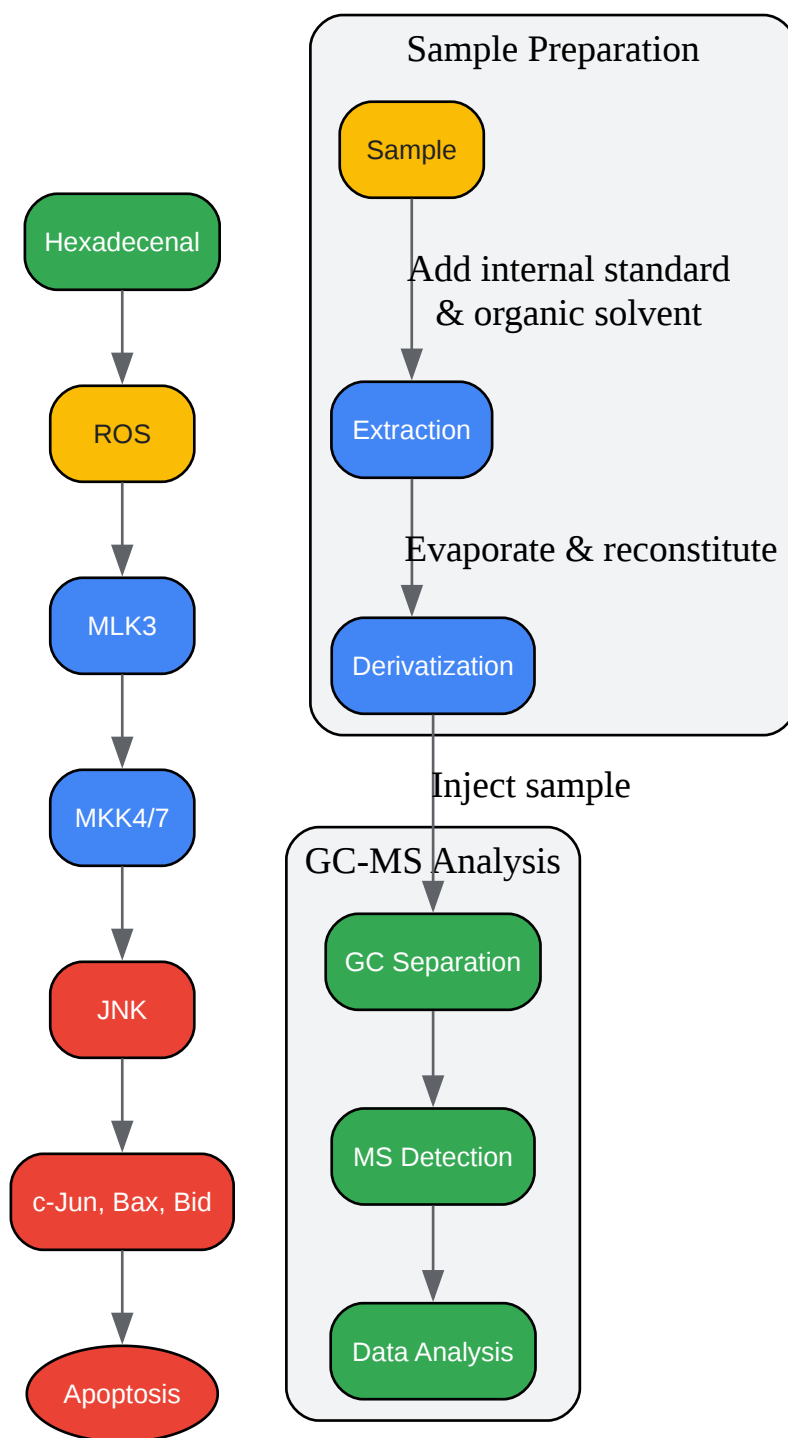 Hexadecenal
ROS
MLK3
MKK4/7
JNK
c-Jun, Bax, Bid
Apoptosis
Sample Preparation
Sample
Add internal standard
& organic solvent
Extraction
Evaporate & reconstitute
Derivatization
Inject sample
GC-MS Analysis
GC Separation
MS Detection
Data Analysis